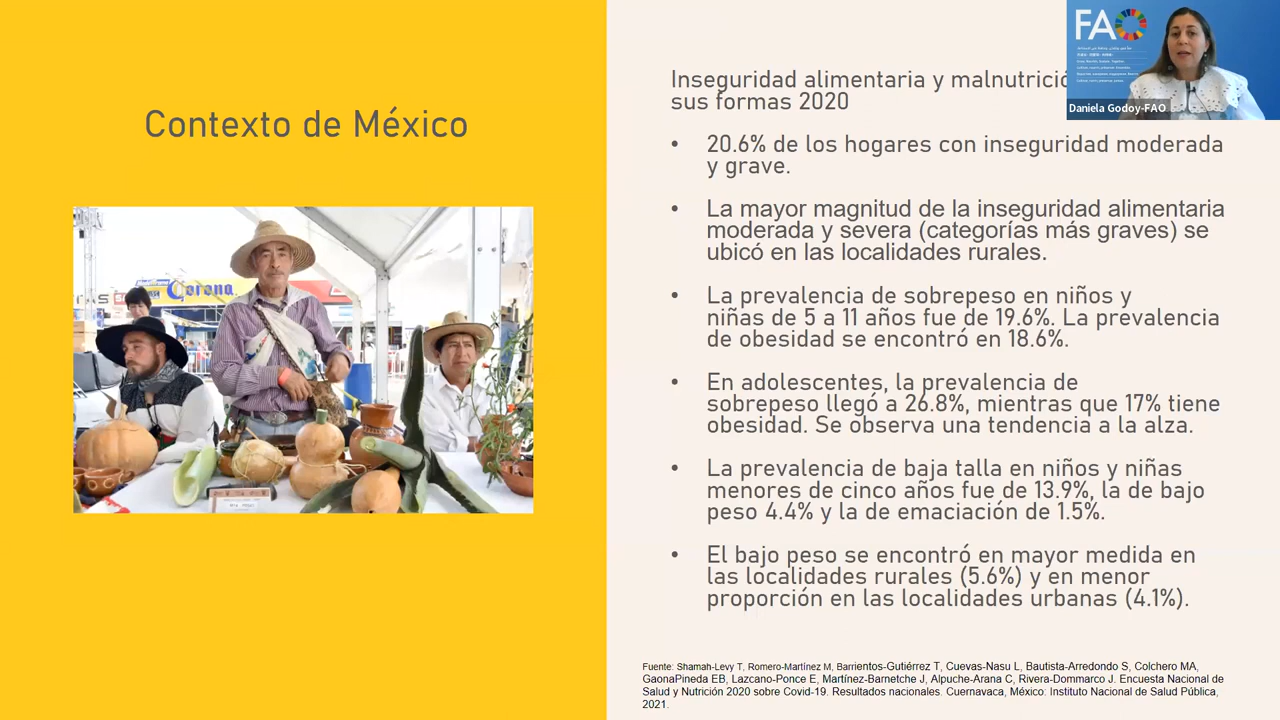 Contexto de México
Corona
FAO
Daniela Godoy-FAO
Inseguridad alimentaria y malnutrició
sus formas 2020
• 20.6% de los hogares con inseguridad moderada
y grave.
• La mayor magnitud de la inseguridad alimentaria
moderada y severa (categorías más graves) se
ubicó en las localidades rurales.
• La prevalencia de sobrepeso en niños y
niñas de 5 a 11 años fue de 19.6%. La prevalencia
de obesidad se encontró en 18.6%.
• En adolescentes, la prevalencia de
sobrepeso llegó a 26.8%, mientras que 17% tiene
obesidad. Se observa una tendencia a la alza.
• La prevalencia de baja talla en niños y niñas
menores de cinco años fue de 13.9%, la de bajo
peso 4.4% y la de emaciación de 1.5%.
• El bajo peso se encontró en mayor medida en
las localidades rurales (5.6%) y en menor
proporción en las localidades urbanas (4.1%).
Fuente: Shamah-Levy T, Romero-Martínez M, Barrientos-Gutiérrez T, Cuevas-Nasu L, Bautista-Arredondo S, Colchero MA,
GaonaPineda EB, Lazcano-Ponce E, Martínez-Barnetche J, Alpuche-Arana C, Rivera-Dommarco J. Encuesta Nacional de
Salud y Nutrición 2020 sobre Covid-19. Resultados nacionales. Cuernavaca, México: Instituto Nacional de Salud Pública,
2021.